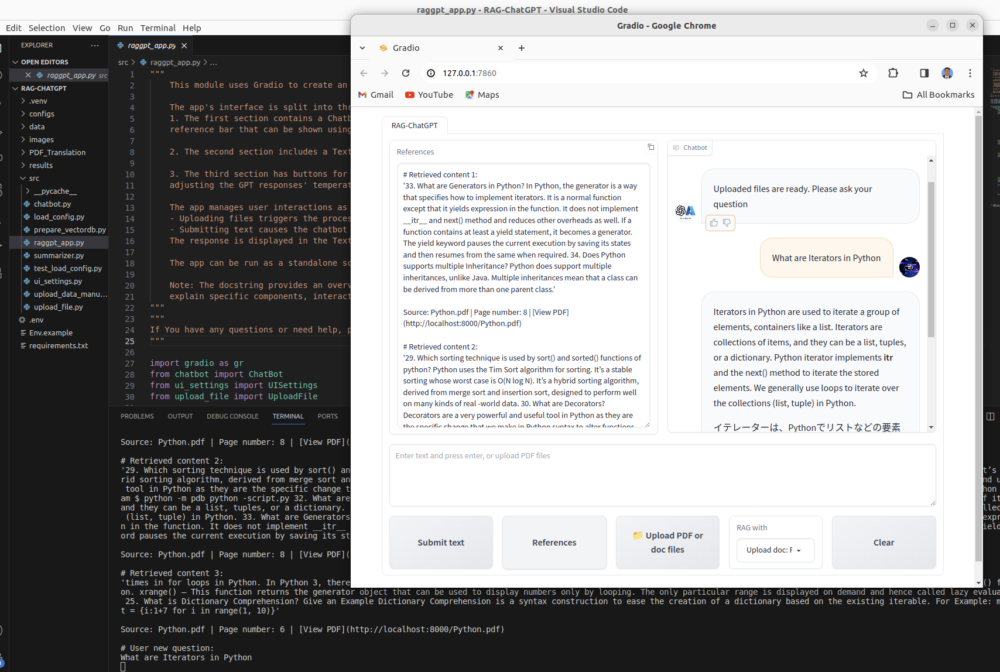 raggpt_app.py - RAG-ChatGPT - Visual Studio Code
Edit Selection View Go Run Terminal Help
EXPLORER
OPEN EDITORS
raggpt_app.py src
RAG-CHATGPT
.venv
configs
data
images
PDF_Translation
results
src
__pycache__
chatbot.py
load_config.py
prepare_vectordb.py
raggpt_app.py
summarizer.py
test_load_config.py
ui_settings.py
upload_data_manu...
upload_file.py
.env
Env.example
requirements.txt
raggpt_app.py
src > raggpt_app.py > ...
1 """
2 This module uses Gradio to create an
3
4 The app's interface is split into thr
5 1. The first section contains a Chatb
6 reference bar that can be shown using
7
8 2. The second section includes a Text
9
10 3. The third section has buttons for
11 adjusting the GPT responses' temperat
12
13 The app manages user interactions as
14 - Uploading files triggers the proces
15 - Submitting text causes the chatbot
16 The response is displayed in the Text
17
18 The app can be run as a standalone sc
19
20 Note: The docstring provides an overv
21 explain specific components, interact
22 """
23 """
24 If You have any questions or need help, p
25 """
26
27 import gradio as gr
28 from chatbot import ChatBot
29 from ui_settings import UISettings
30 from upload_file import UploadFile
PROBLEMS OUTPUT DEBUG CONSOLE TERMINAL PORTS
Source: Python.pdf | Page number: 8 | [View PDF](
# Retrieved content 2:
'29. Which sorting technique is used by sort() an
rid sorting algorithm, derived from merge sort an
tool in Python as they are the specific change t
am $ python -m pdb python -script.py 32. What are
and they can be a list, tuples, or a dictionary.
(list, tuple) in Python. 33. What are Generators
n in the function. It does not implement __itr__
ord pauses the current execution by saving its st
Source: Python.pdf | Page number: 8 | [View PDF](
# Retrieved content 3:
'times in for loops in Python. In Python 3, there
on. xrange() – This function returns the generator object that can be used to display numbers only by looping. The only particular range is displayed on demand and hence called lazy evalua
25. What is Dictionary Comprehension? Give an Example Dictionary Comprehension is a syntax construction to ease the creation of a dictionary based on the existing iterable. For Example: m
t = {i:1+7 for i in range(1, 10)}'
Source: Python.pdf | Page number: 6 | [View PDF](http://localhost:8000/Python.pdf)
# User new question:
What are Iterators in Python
Gradio - Google Chrome
Gradio
127.0.0.1:7860
Gmail YouTube Maps All Bookmarks
RAG-ChatGPT
References
# Retrieved content 1:
'33. What are Generators in Python? In Python, the generator is a way
that specifies how to implement iterators. It is a normal function
except that it yields expression in the function. It does not implement
__itr__ and next() method and reduces other overheads as well. If a
function contains at least a yield statement, it becomes a generator.
The yield keyword pauses the current execution by saving its states
and then resumes from the same when required. 34. Does Python
supports multiple Inheritance? Python does support multiple
inheritances, unlike Java. Multiple inheritances mean that a class can
be derived from more than one parent class.'
Source: Python.pdf | Page number: 8 | [View PDF]
(http://localhost:8000/Python.pdf)
# Retrieved content 2:
'29. Which sorting technique is used by sort() and sorted() functions of
python? Python uses the Tim Sort algorithm for sorting. It’s a stable
sorting whose worst case is O(N log N). It’s a hybrid sorting algorithm,
derived from merge sort and insertion sort, designed to perform well
on many kinds of real -world data. 30. What are Decorators?
Decorators are a very powerful and useful tool in Python as they are
the specific change that we make in Python syntax to alter functions
Chatbot
Uploaded files are ready. Please ask your
question
What are Iterators in Python
Iterators in Python are used to iterate a group of
elements, containers like a list. Iterators are
collections of items, and they can be a list, tuples,
or a dictionary. Python iterator implements itr
and the next() method to iterate the stored
elements. We generally use loops to iterate over
the collections (list, tuple) in Python.
イテレーターは、Pythonでリストなどの要素
Enter text and press enter, or upload PDF files
Submit text
References
Upload PDF or
doc files
RAG with
Upload doc: F
Clear
t’s
nd u
hon
f it
llec
expr
ield
() f